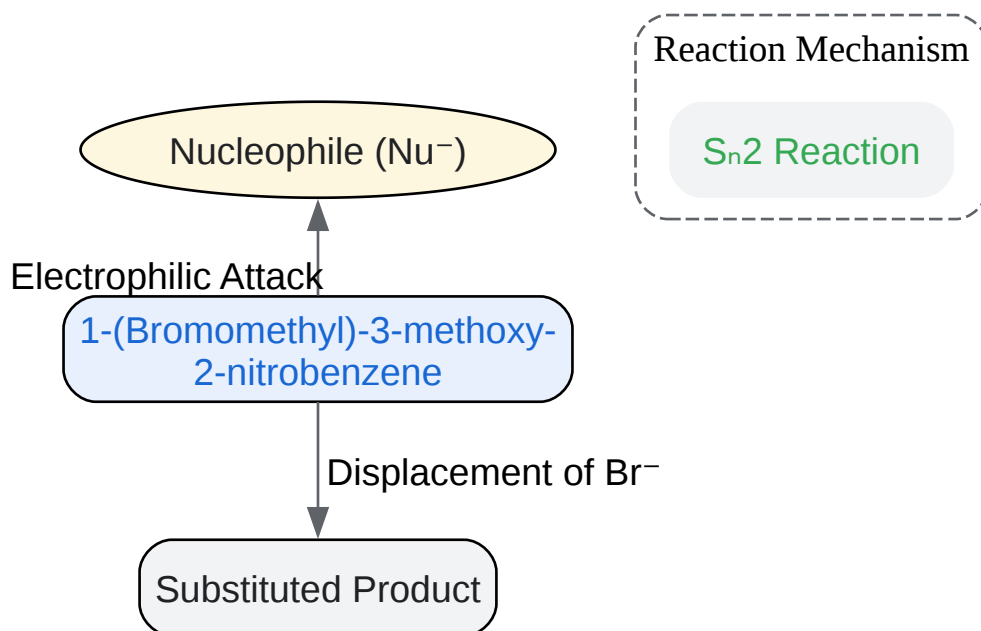 Reaction Mechanism
Nucleophile (Nu⁻)
Sₙ2 Reaction
Electrophilic Attack
1-(Bromomethyl)-3-methoxy-
2-nitrobenzene
Displacement of Br⁻
Substituted Product